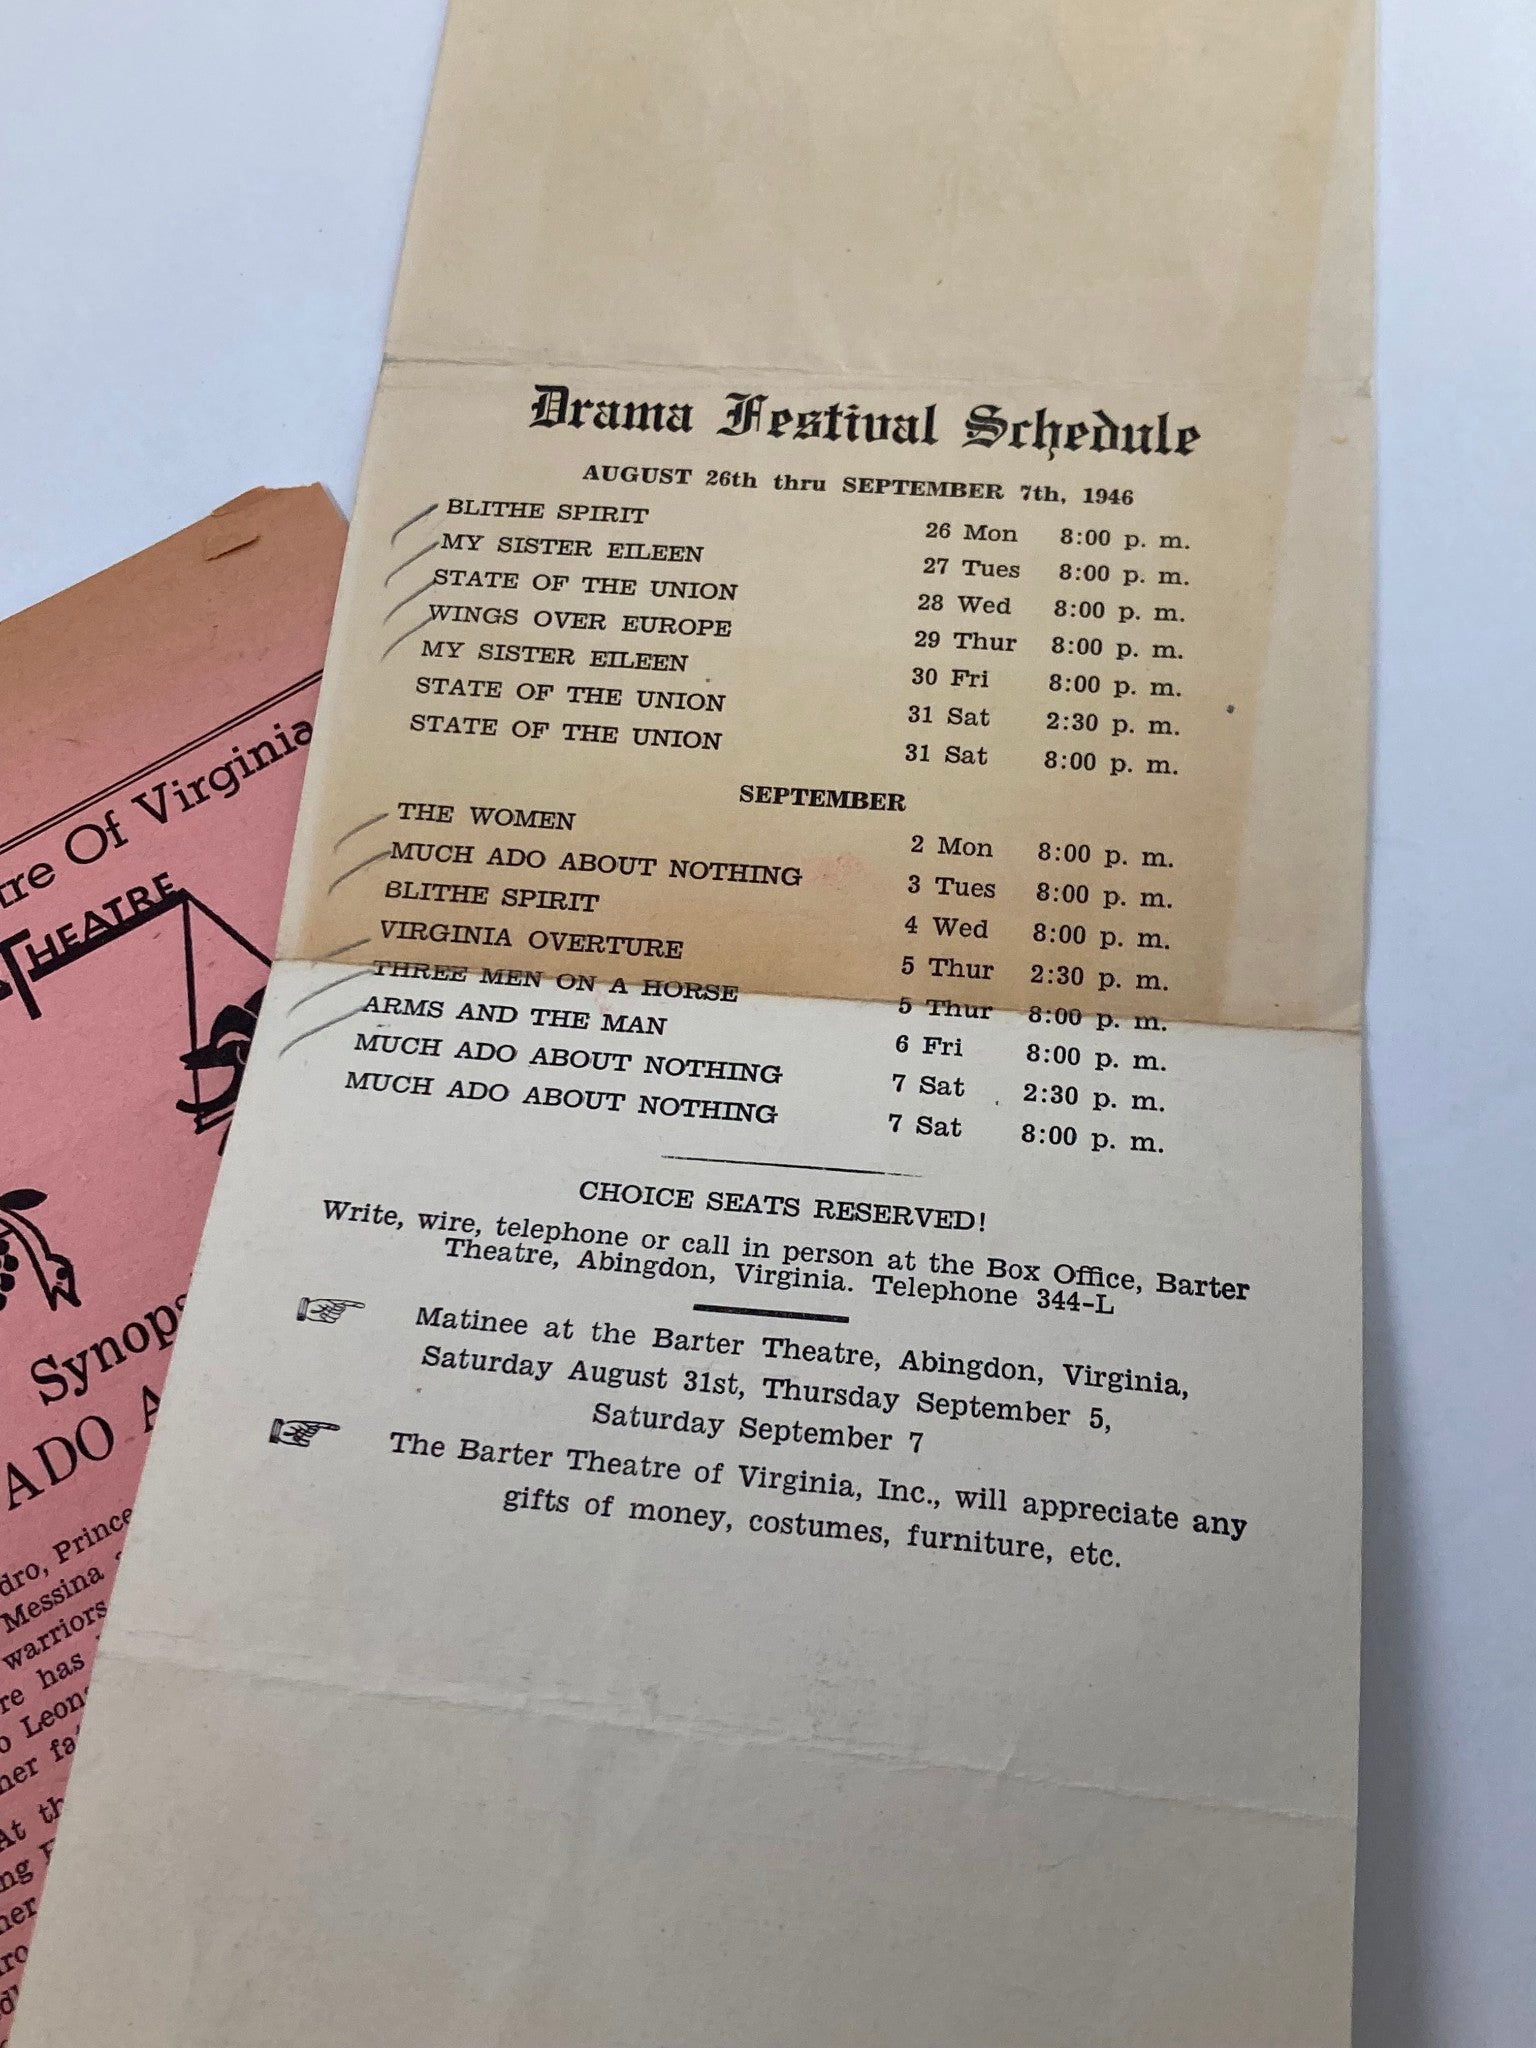 Drama Festival Schedule
AUGUST 26th thru SEPTEMBER 7th, 1946
BLITHE SPIRIT 26 Mon 8:00 p. m.
MY SISTER EILEEN 27 Tues 8:00 p. m.
STATE OF THE UNION 28 Wed 8:00 p. m.
WINGS OVER EUROPE 29 Thur 8:00 p. m.
MY SISTER EILEEN 30 Fri 8:00 p. m.
STATE OF THE UNION 31 Sat 2:30 p. m.
STATE OF THE UNION 31 Sat 8:00 p. m.
SEPTEMBER
THE WOMEN 2 Mon 8:00 p. m.
MUCH ADO ABOUT NOTHING 3 Tues 8:00 p. m.
BLITHE SPIRIT 4 Wed 8:00 p. m.
VIRGINIA OVERTURE 5 Thur 2:30 p. m.
THREE MEN ON A HORSE 5 Thur 8:00 p. m.
ARMS AND THE MAN 6 Fri 8:00 p. m.
MUCH ADO ABOUT NOTHING 7 Sat 2:30 p. m.
MUCH ADO ABOUT NOTHING 7 Sat 8:00 p. m.
CHOICE SEATS RESERVED!
Write, wire, telephone or call in person at the Box Office, Barter
Theatre, Abingdon, Virginia. Telephone 344-L
Matinee at the Barter Theatre, Abingdon, Virginia,
Saturday August 31st, Thursday September 5,
Saturday September 7
The Barter Theatre of Virginia, Inc., will appreciate any
gifts of money, costumes, furniture, etc.
tre Of Virginia
THEATRE
Synops
ADO A
dro, Prince
Messina
warriors
re has
o Leon
her fa
At th
ng
her